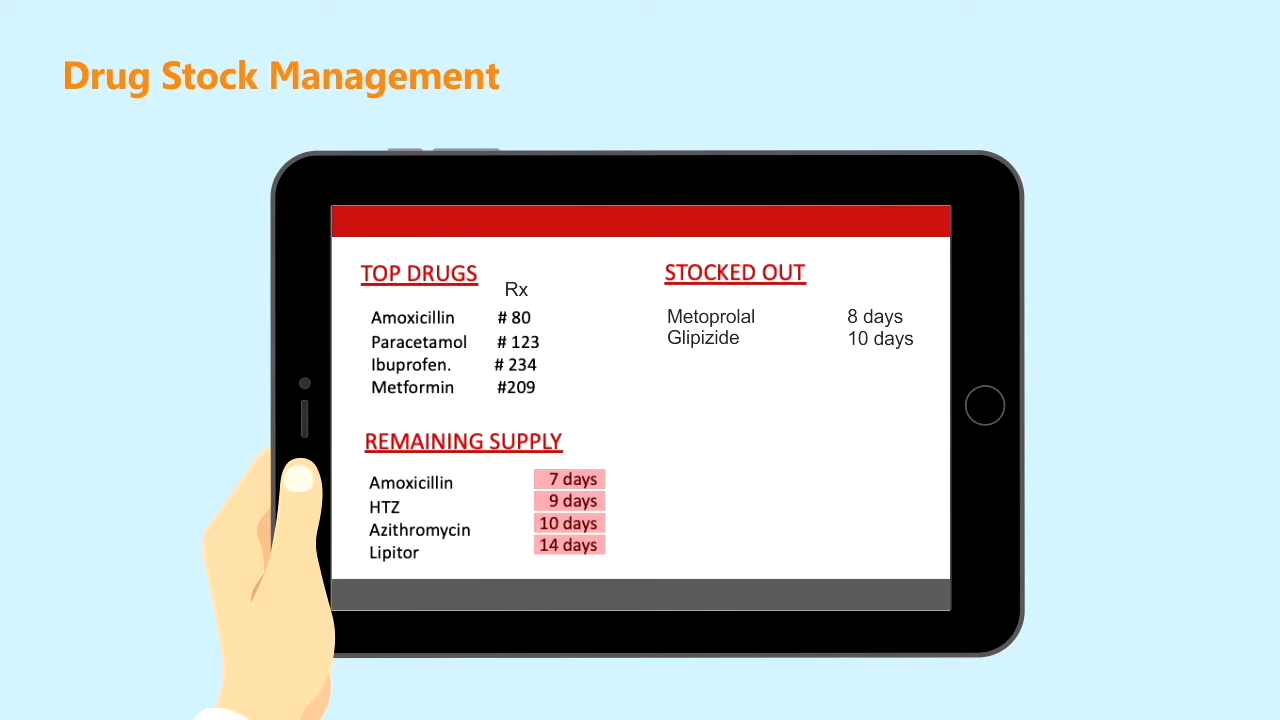 Drug Stock Management
TOP DRUGS
Rx
Amoxicillin # 80
Paracetamol # 123
Ibuprofen. # 234
Metformin #209
STOCKED OUT
Metoprolal 8 days
Glipizide 10 days
REMAINING SUPPLY
Amoxicillin 7 days
HTZ 9 days
Azithromycin 10 days
Lipitor 14 days